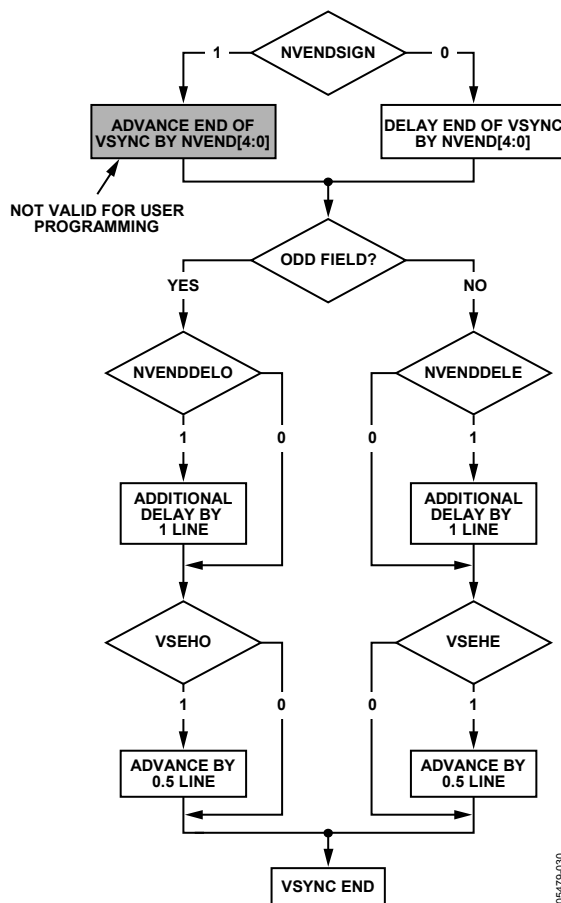 NVENDSIGN
1
0
ADVANCE END OF
VSYNC BY NVEND[4:0]
DELAY END OF VSYNC
BY NVEND[4:0]
NOT VALID FOR USER
PROGRAMMING
ODD FIELD?
YES
NO
NVENDDELO
NVENDDELE
1
0
0
1
ADDITIONAL
DELAY BY
1 LINE
ADDITIONAL
DELAY BY
1 LINE
VSEHO
VSEHE
1
0
0
1
ADVANCE BY
0.5 LINE
ADVANCE BY
0.5 LINE
VSYNC END
05479-030